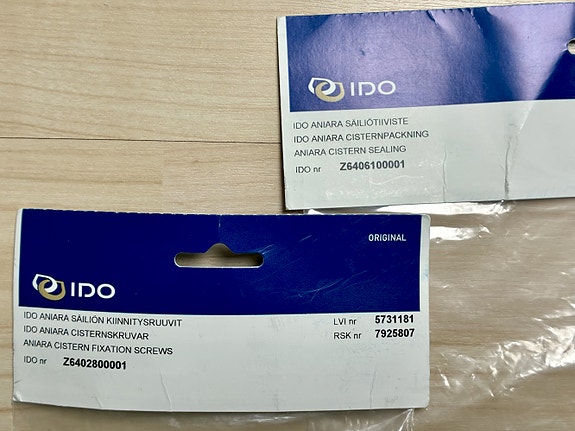 IDO
IDO ANIARA SÄILIÖTIIVISTE
IDO ANIARA CISTERNPACKNING
ANIARA CISTERN SEALING
IDO nr Z6406100001
ORIGINAL
IDO
IDO ANIARA SÄILIÖN KIINNITYSRUUVIT
IDO ANIARA CISTERNSKRUVAR
ANIARA CISTERN FIXATION SCREWS
IDO nr Z6402800001
LVI nr 5731181
RSK nr 7925807